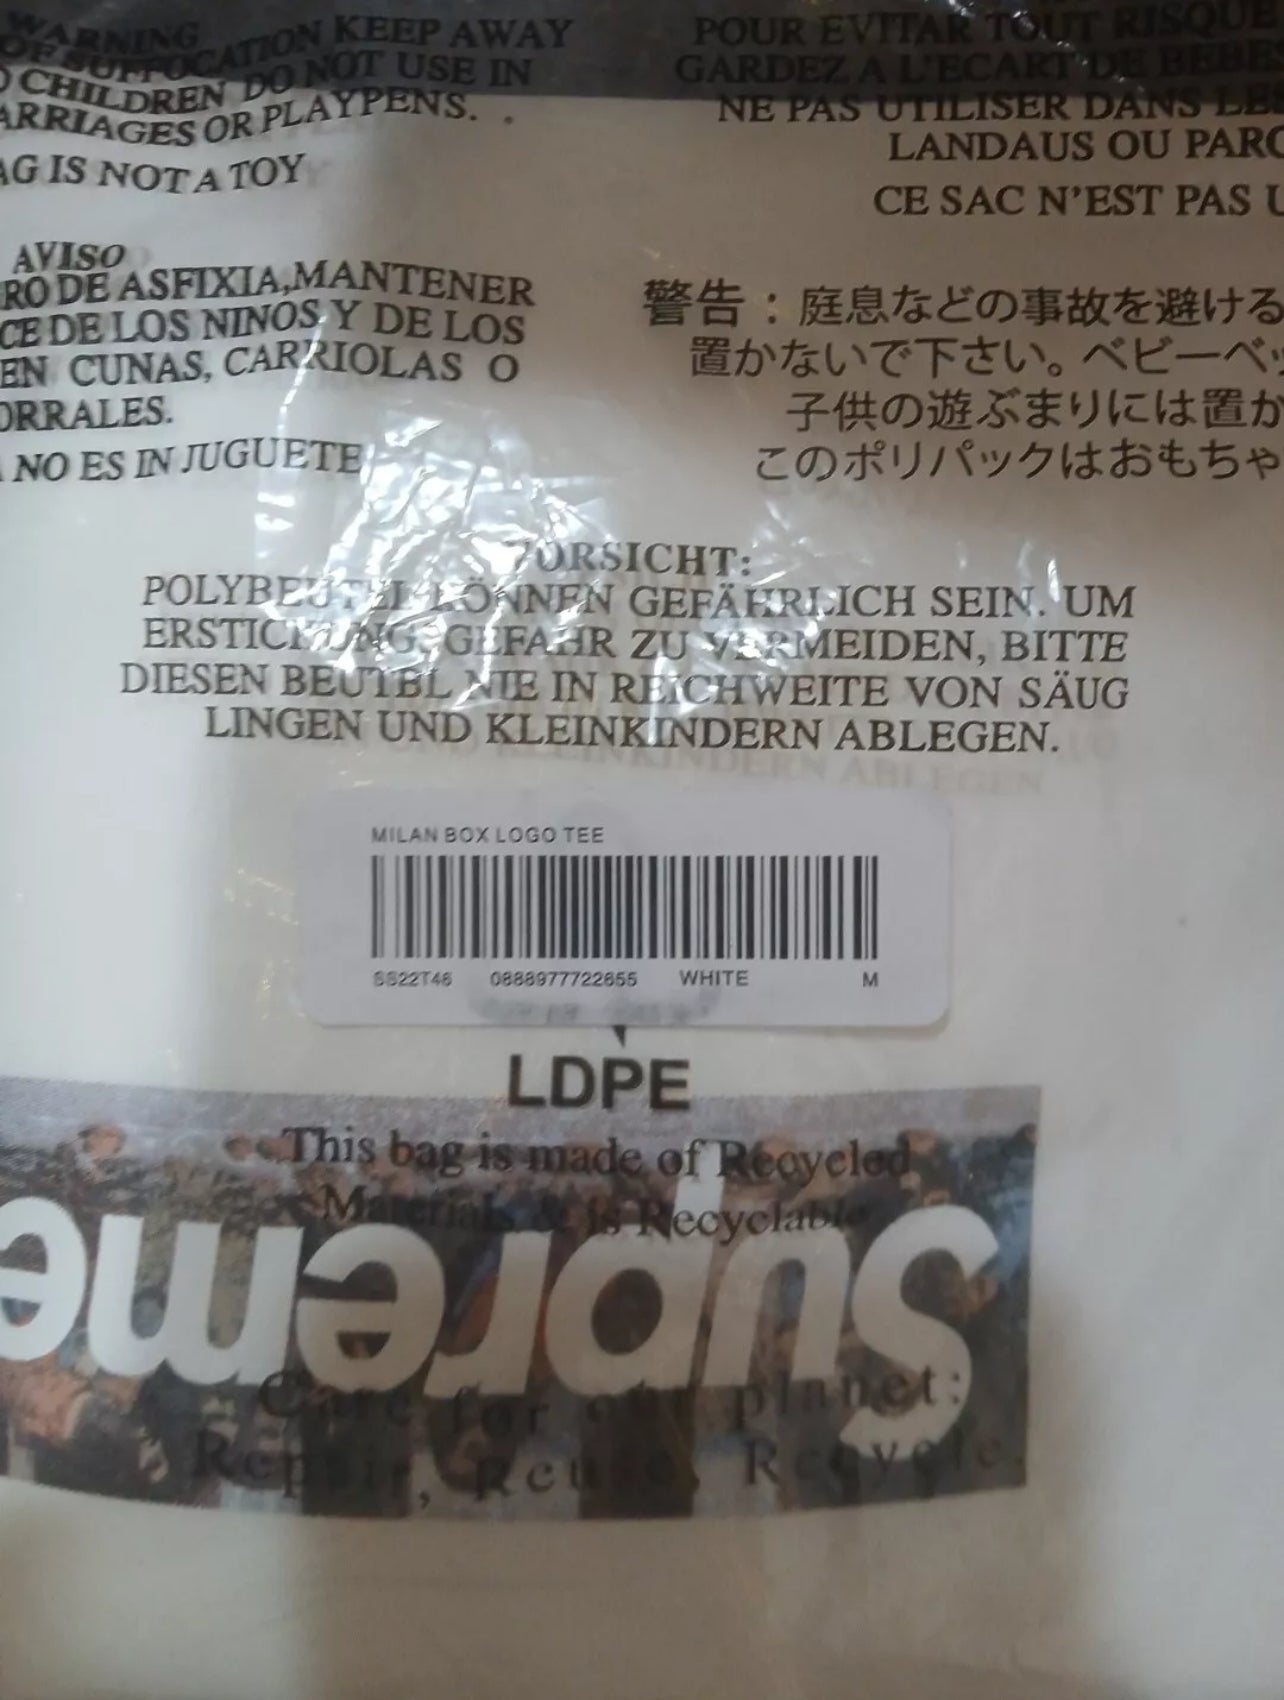 WARNING
OF SUFFOCATION KEEP AWAY
CHILDREN DO NOT USE IN
ARRIAGES OR PLAYPENS.
AG IS NOT A TOY
POUR EVITAR TOUT RISQUE
GARDEZ A L'ECART DE BEBES
NE PAS UTILISER DANS LES
LANDAUS OU PARC
CE SAC N'EST PAS U
AVISO
RO DE ASFIXIA,MANTENER
CE DE LOS NINOS Y DE LOS
EN CUNAS, CARRIOLAS O
ORRALES.
NO ES IN JUGUETE
警告：庭息などの事故を避ける
置かないで下さい。ベビーベッ
子供の遊ぶまりには置か
このポリパックはおもちゃ
VORSICHT:
POLYBEUTEL KÖNNEN GEFÄHRLICH SEIN. UM
ERSTICKUNGSGEFAHR ZU VERMEIDEN, BITTE
DIESEN BEUTEL NIE IN REICHWEITE VON SÄUG
LINGEN UND KLEINKINDERN ABLEGEN.
MILAN BOX LOGO TEE
SS22T46 0888977722655 WHITE M
LDPE
This bag is made of Recycled
Materials & is Recyclable
Supreme
Care for our planet:
Repair, Reuse, Recycle.